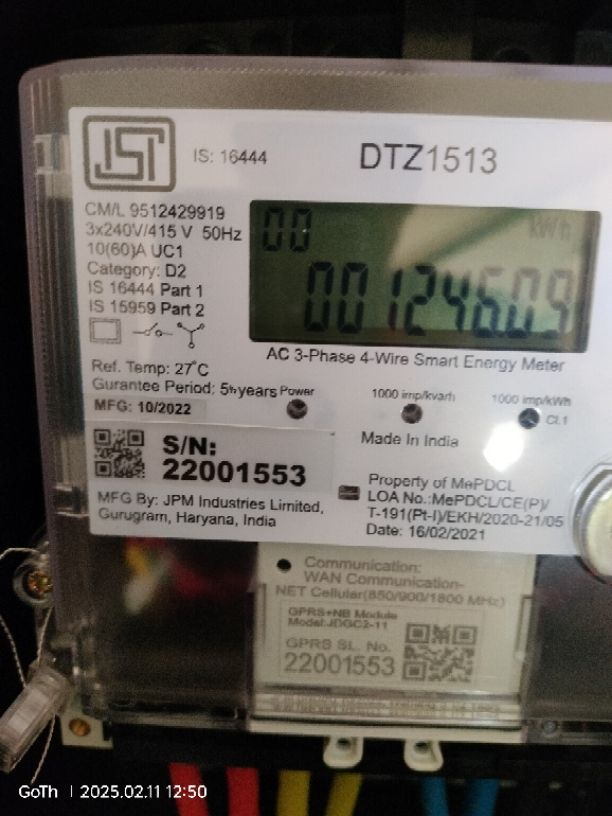 IS: 16444
DTZ1513
CM/L 9512429919
3x240V/415 V 50Hz
10(60)A UC1
Category: D2
IS 16444 Part 1
IS 15959 Part 2
00
kWh
AC 3-Phase 4-Wire Smart Energy Meter
Ref. Temp: 27°C
Gurantee Period: 5½years
MFG: 10/2022
Power
1000 imp/kvarh
1000 imp/kWh
Cl.1
Made In India
S/N:
22001553
MFG By: JPM Industries Limited,
Gurugram, Haryana, India
Property of MePDCL
LOA No.:MePDCL/CE(P)/
T-191(Pt-I)/EKH/2020-21/05
Date: 16/02/2021
Communication:
WAN Communication-
NET Cellular(850/900/1800 MHz)
GPRS+NB Module
Model:JDGC2-11
GPRS SL. No.
22001553
GoTh | 2025.02.11 12:50